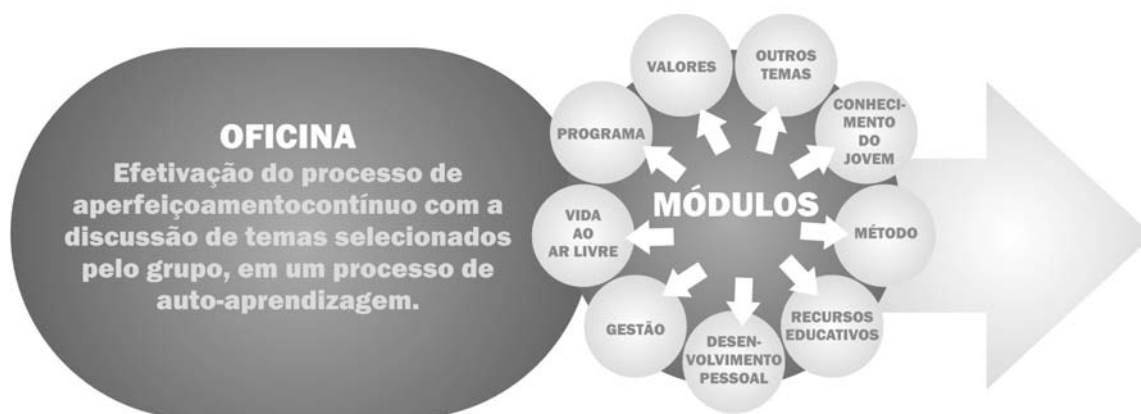 OFICINA
Efetivação do processo de
aperfeiçoamentocontínuo com a
discussão de temas selecionados
pelo grupo, em um processo de
auto-aprendizagem.
MÓDULOS
VALORES
OUTROS
TEMAS
CONHECI-
MENTO
DO
JOVEM
MÉTODO
RECURSOS
EDUCATIVOS
DESEN-
VOLVIMENTO
PESSOAL
GESTÃO
VIDA
AO
AR LIVRE
PROGRAMA